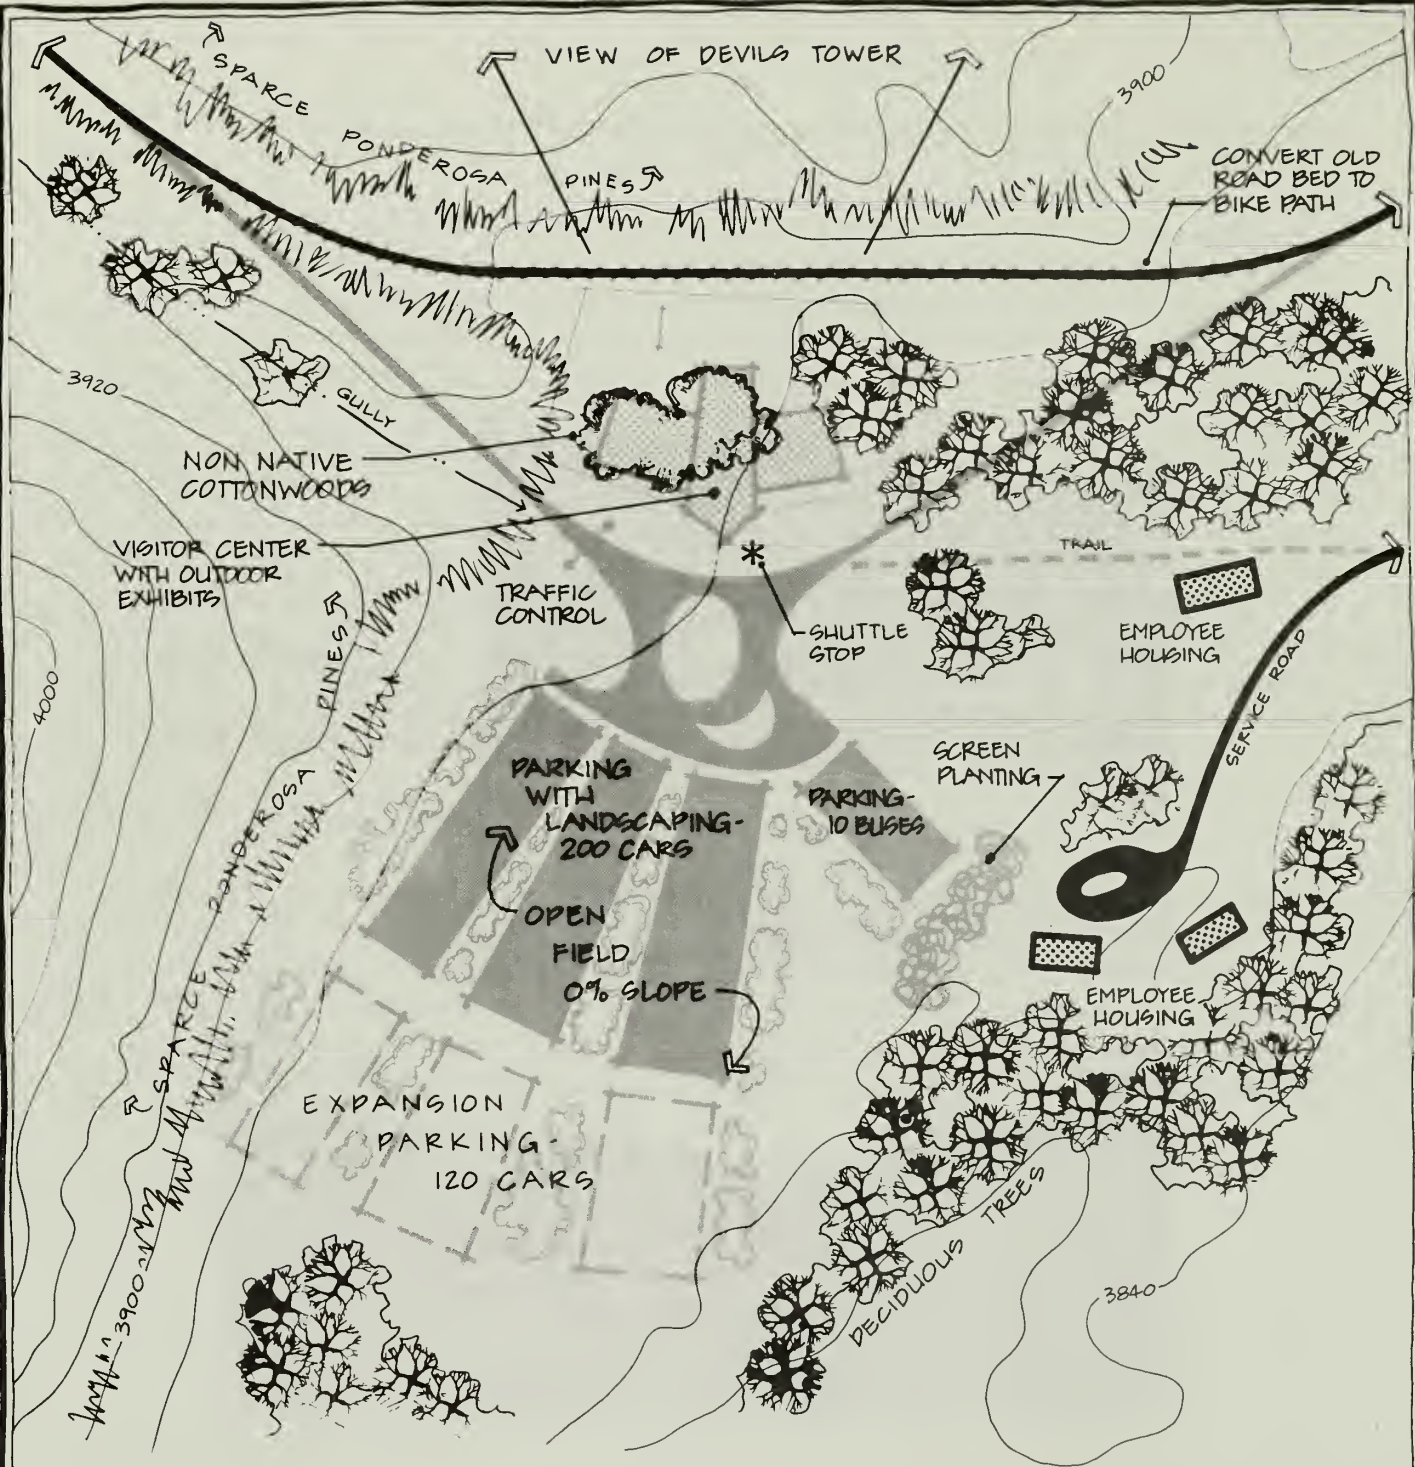 VIEW OF DEVILS TOWER
SPARCE PONDEROSA PINES
3900
CONVERT OLD
ROAD BED TO
BIKE PATH
3920
GULLY
NON NATIVE
COTTONWOODS
VISITOR CENTER
WITH OUTDOOR
EXHIBITS
TRAFFIC
CONTROL
*
SHUTTLE
STOP
TRAIL
EMPLOYEE
HOUSING
SERVICE ROAD
4000
SPARCE PONDEROSA PINES
SCREEN
PLANTING
PARKING
WITH
LANDSCAPING-
200 CARS
PARKING-
10 BUSES
OPEN
FIELD
0% SLOPE
EMPLOYEE
HOUSING
EXPANSION
PARKING-
120 CARS
DECIDUOUS TREES
3900
3840